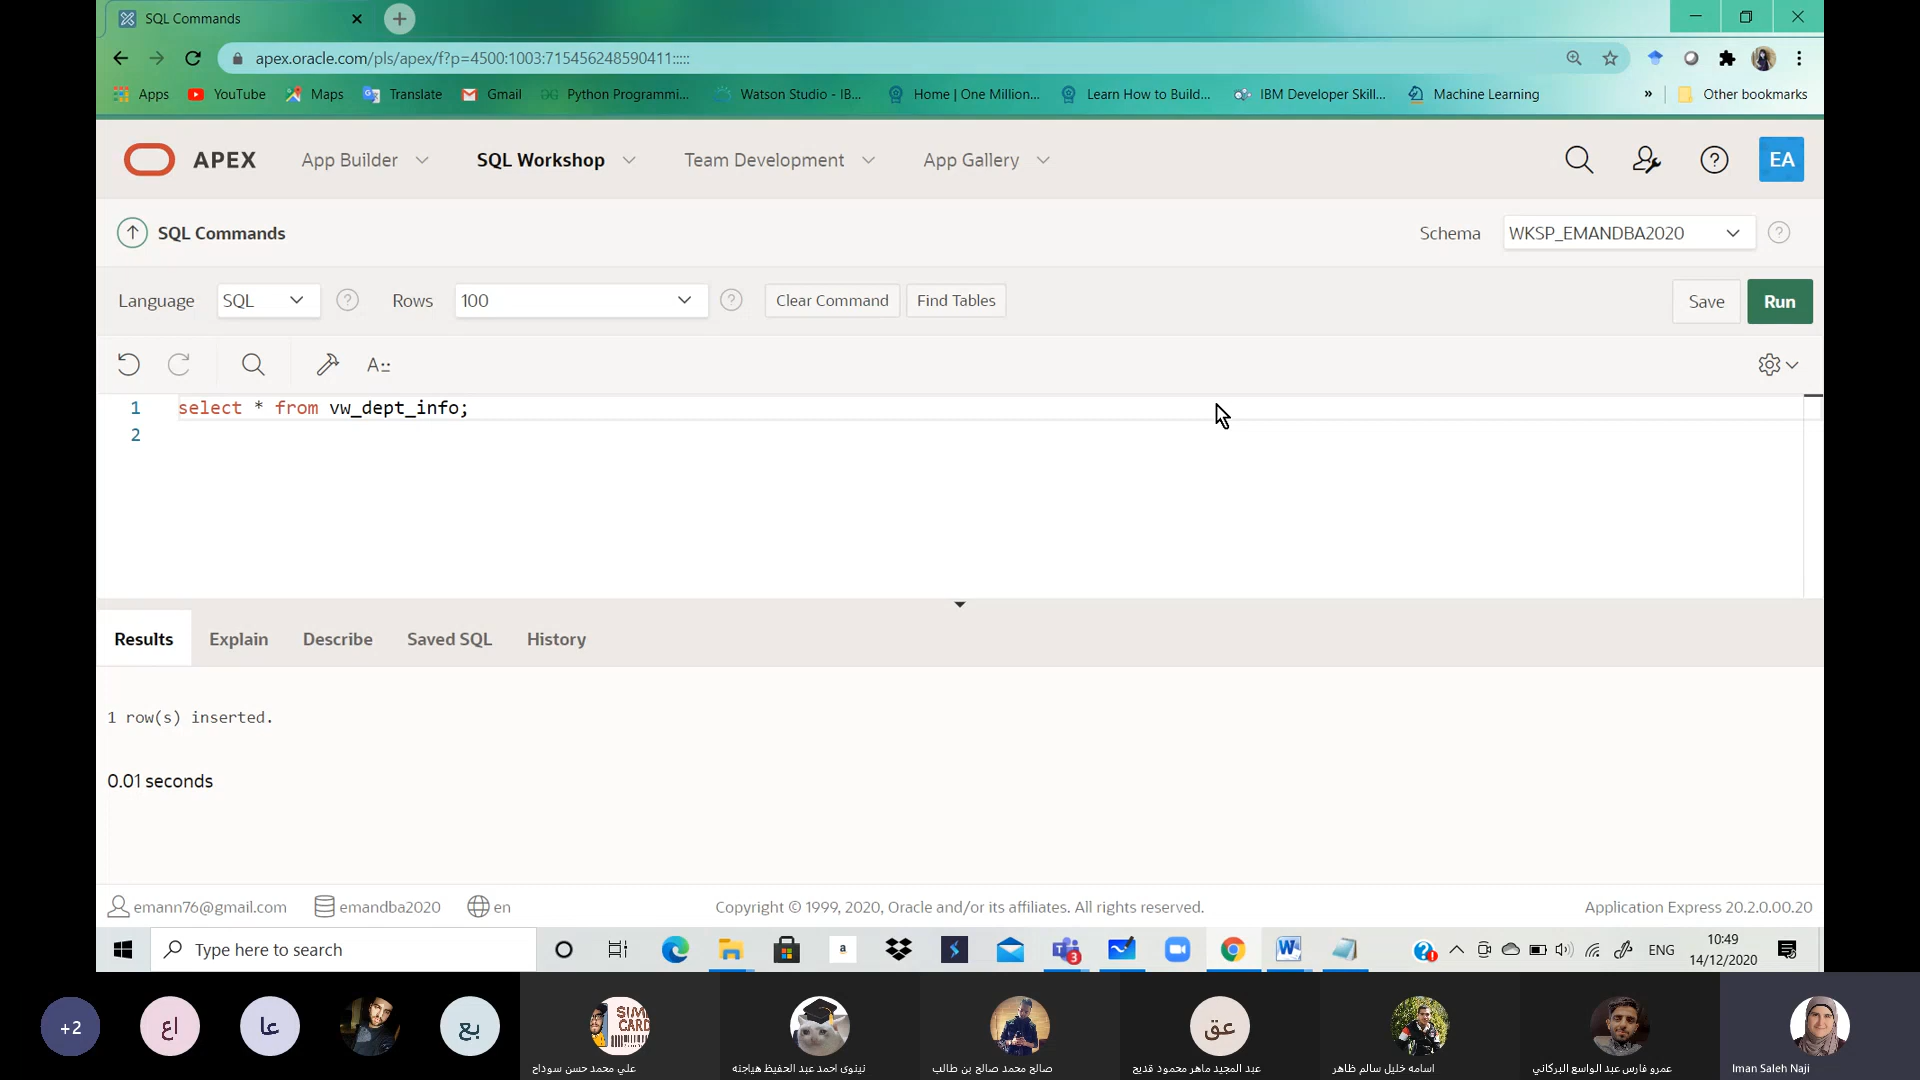 SQL Commands
apex.oracle.com/pls/apex/f?p=4500:1003:715456248590411:::::
Apps YouTube Maps Translate Gmail Python Programmi... Watson Studio - IB... Home | One Million... Learn How to Build... IBM Developer Skill... Machine Learning » Other bookmarks
APEX App Builder SQL Workshop Team Development App Gallery EA
SQL Commands Schema WKSP_EMANDBA2020
Language SQL Rows 100 Clear Command Find Tables Save Run
1 select * from vw_dept_info;
2
Results Explain Describe Saved SQL History
1 row(s) inserted.
0.01 seconds
emann76@gmail.com emandba2020 en Copyright © 1999, 2020, Oracle and/or its affiliates. All rights reserved. Application Express 20.2.0.00.20
Type here to search a 3 ENG 10:49
14/12/2020
+2 اع عا بع SIM CARD عق
علي محمد حسن سوداح نينوى احمد عبد الحفيظ هياجنه صالح محمد صالح بن طالب عبد المجيد ماهر محمود قديح اسامه خليل سالم ظاهر عمرو فارس عبد الواسع البركاني Iman Saleh Naji